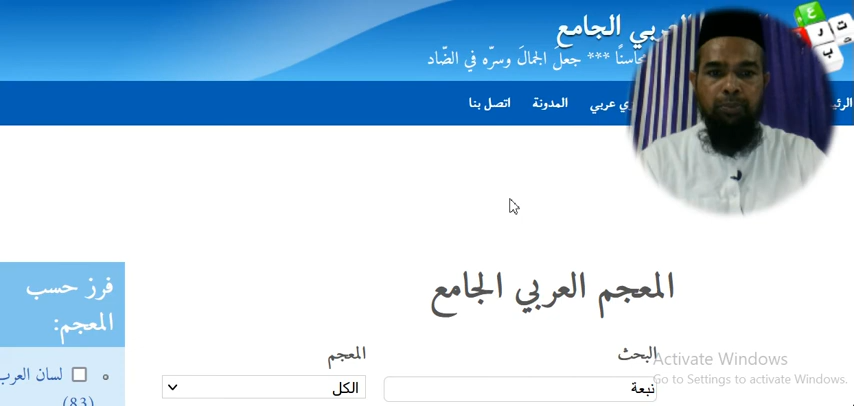 العربي الجامع
جعلَ الجمالَ وسرّه في الضّاد ***
عربي
المدونة
اتصل بنا
المعجم العربي الجامع
البحث
المعجم
نبعة
الكل
فرز حسب
المعجم:
لسان العرب
(83)
Activate Windows
Go to Settings to activate Windows.
ع
ت
ر
ب